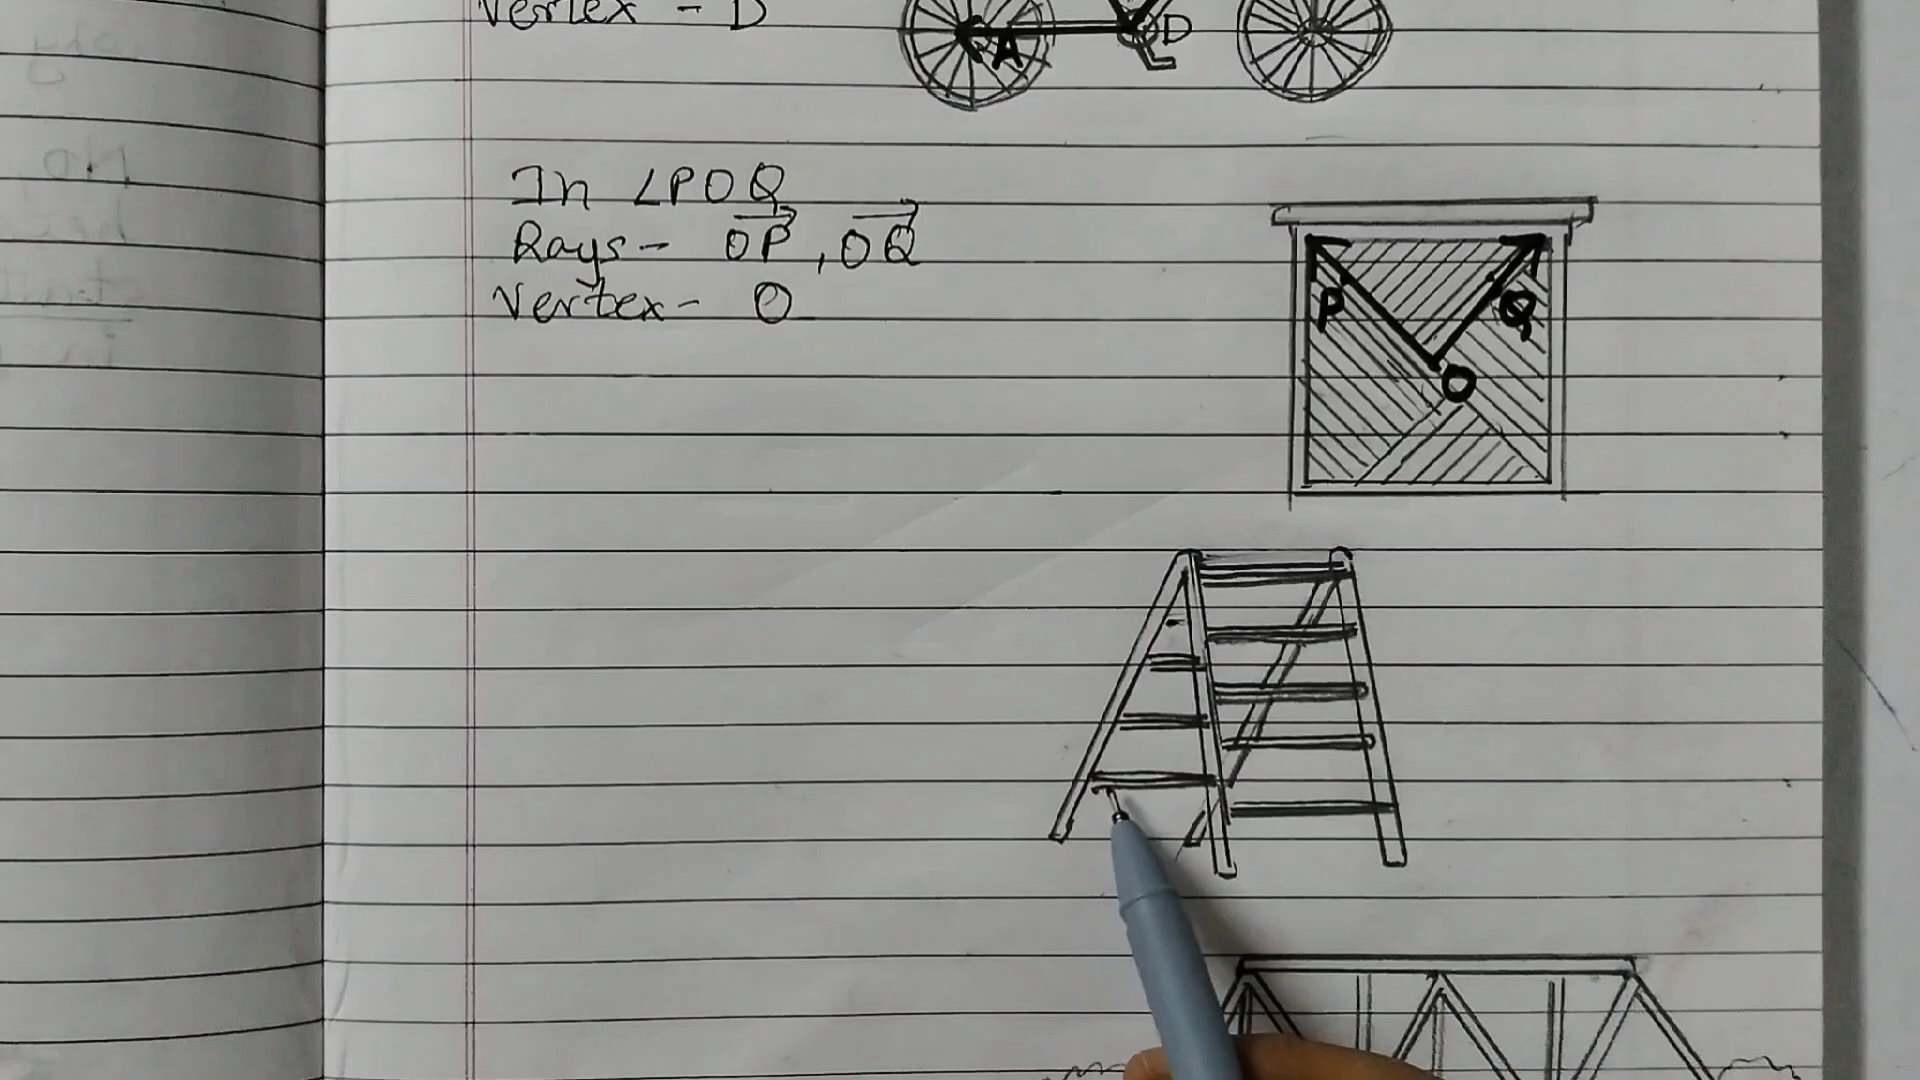 Vertex - D
A
D
In ∠POQ
Rays - OP→, OQ→
Vertex - O
P
Q
O